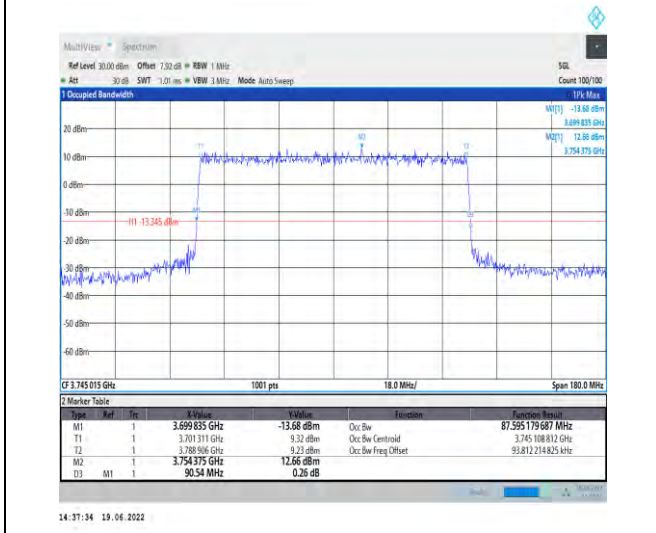 MultiView Spectrum
Ref Level 30.00 dBm Offset 7.92 dB RBW 1 MHz SGL
Att 30 dB SWT 1.01 ms VBW 3 MHz Mode Auto Sweep Count 100/100
1 Occupied Bandwidth 1Pk Max
M1[1] -13.68 dBm
3.699 835 GHz
20 dBm M2[1] 12.66 dBm
3.754 375 GHz
T1 M2 T2
10 dBm
0 dBm
-10 dBm
M1 D3
H1 -13.345 dBm
-20 dBm
-30 dBm
-40 dBm
-50 dBm
-60 dBm
CF 3.745 015 GHz 1001 pts 18.0 MHz/ Span 180.0 MHz
2 Marker Table
Type Ref Trc X-Value Y-Value Function Function Result
M1 1 3.699 835 GHz -13.68 dBm Occ Bw 87.595 179 687 MHz
T1 1 3.701 311 GHz 9.32 dBm Occ Bw Centroid 3.745 108 812 GHz
T2 1 3.788 906 GHz 9.23 dBm Occ Bw Freq Offset 93.812 214 825 kHz
M2 1 3.754 375 GHz 12.66 dBm
D3 M1 1 90.54 MHz 0.26 dB
14:37:34 19.06.2022